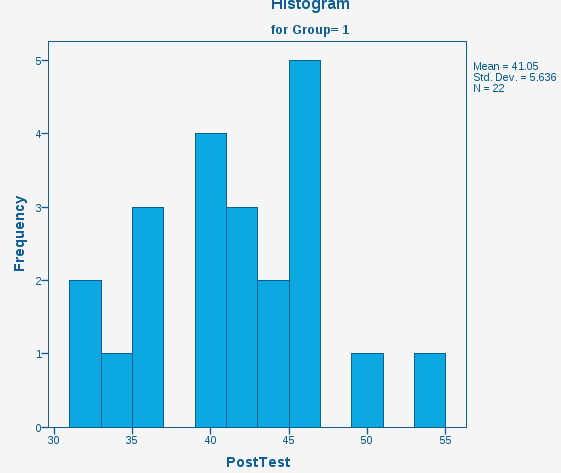 Histogram
for Group= 1
Mean = 41.05
Std. Dev. = 5.636
N = 22
Frequency
5
4
3
2
1
0
30 35 40 45 50 55
PostTest